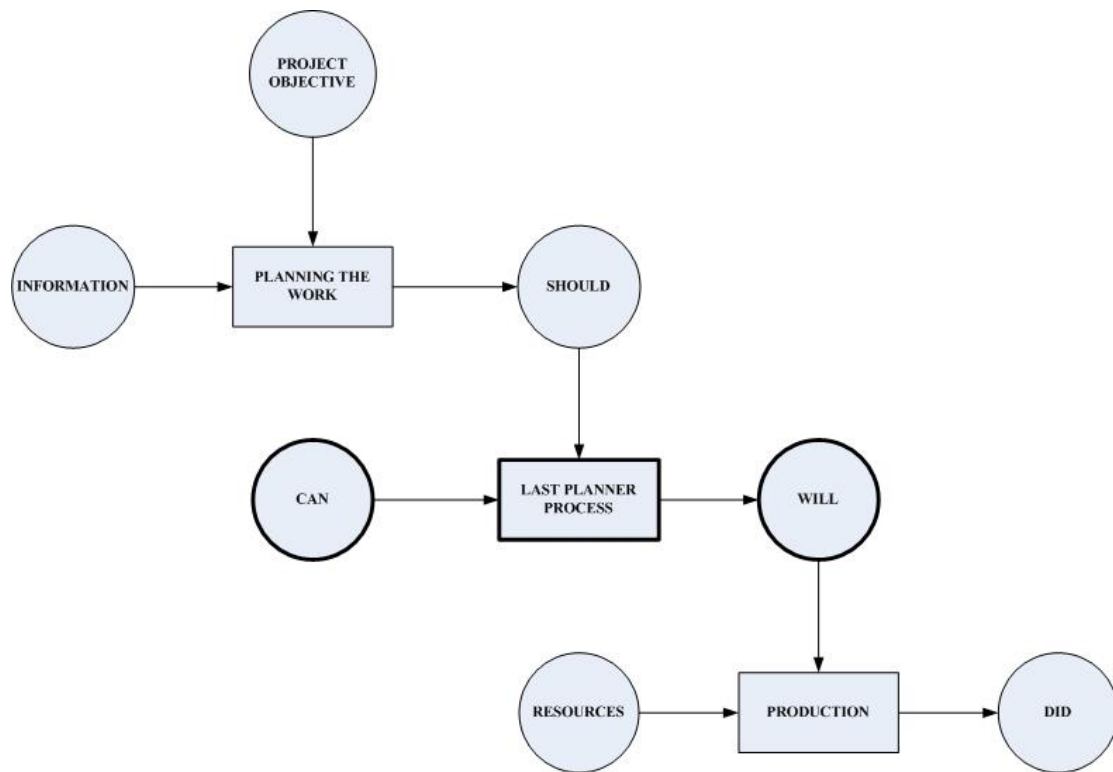 PROJECT
OBJECTIVE
INFORMATION
PLANNING THE
WORK
SHOULD
CAN
LAST PLANNER
PROCESS
WILL
RESOURCES
PRODUCTION
DID